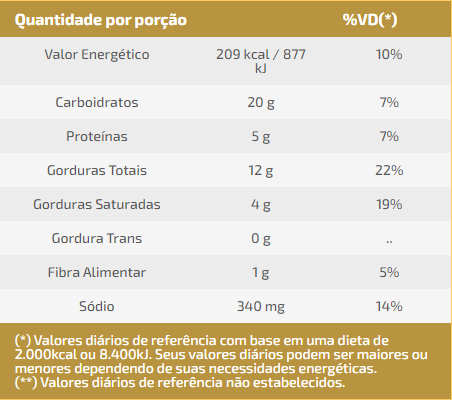 Quantidade por porção %VD(*)
Valor Energético 209 kcal / 877 kJ 10%
Carboidratos 20 g 7%
Proteínas 5 g 7%
Gorduras Totais 12 g 22%
Gorduras Saturadas 4 g 19%
Gordura Trans 0 g ..
Fibra Alimentar 1 g 5%
Sódio 340 mg 14%
(*) Valores diários de referência com base em uma dieta de
2.000kcal ou 8.400kJ. Seus valores diários podem ser maiores ou
menores dependendo de suas necessidades energéticas.
(**) Valores diários de referência não estabelecidos.